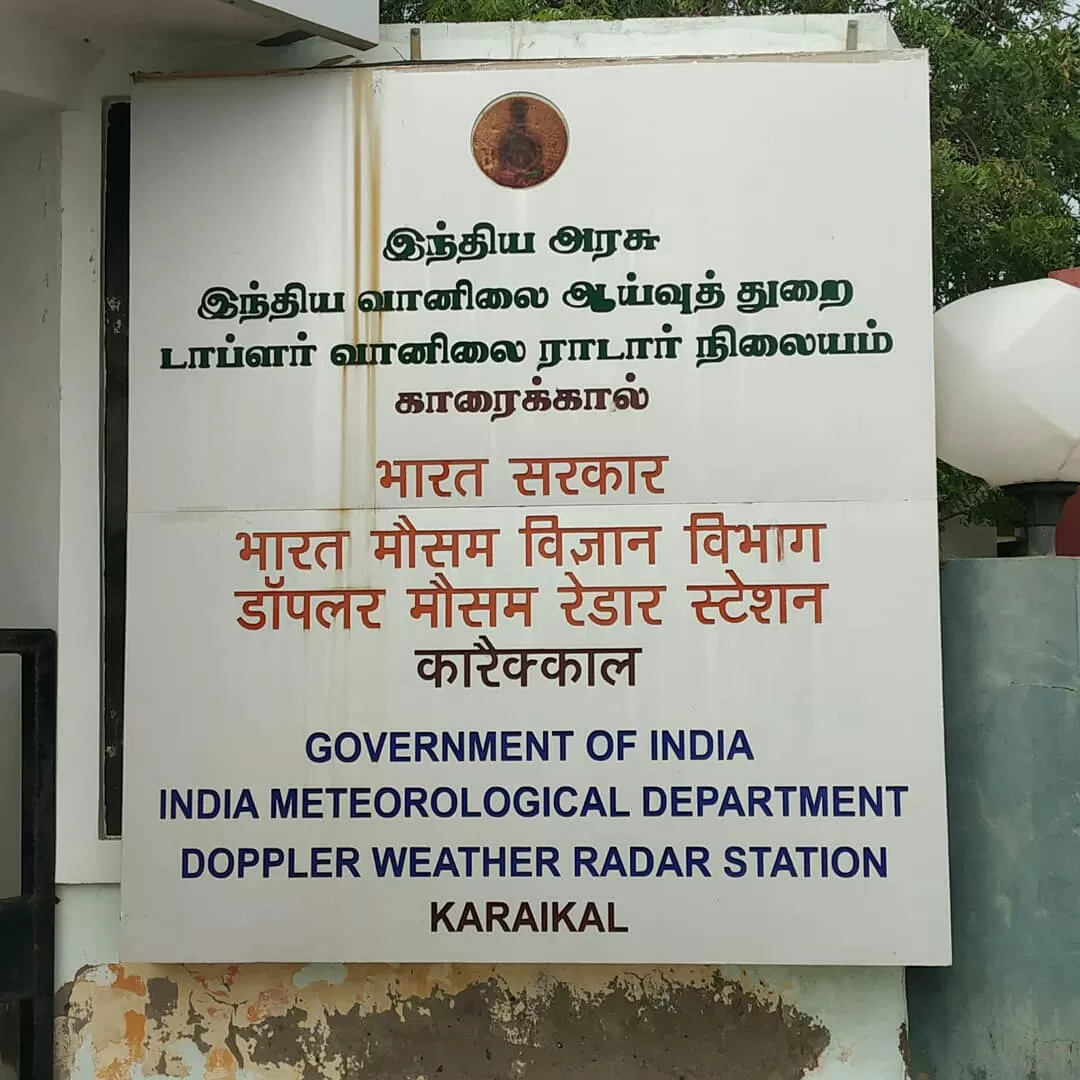 இந்திய அரசு
இந்திய வானிலை ஆய்வுத் துறை
டாப்ளர் வானிலை ராடார் நிலையம்
காரைக்கால்
भारत सरकार
भारत मौसम विज्ञान विभाग
डॉपलर मौसम रेडार स्टेशन
कारैक्काल
GOVERNMENT OF INDIA
INDIA METEOROLOGICAL DEPARTMENT
DOPPLER WEATHER RADAR STATION
KARAIKAL